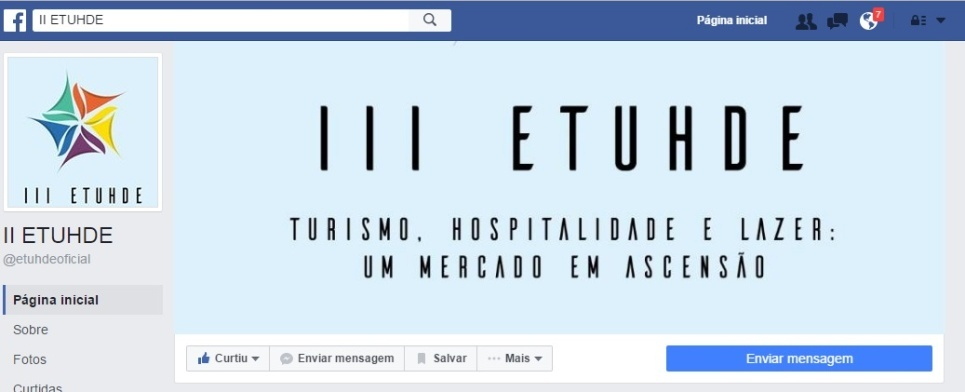 II ETUHDE
Página inicial
7
III ETUHDE
TURISMO, HOSPITALIDADE E LAZER:
UM MERCADO EM ASCENSÃO
III ETUHDE
II ETUHDE
@etuhdeoficial
Página inicial
Sobre
Fotos
Curtidas
Curtiu
Enviar mensagem
Salvar
Mais
Enviar mensagem